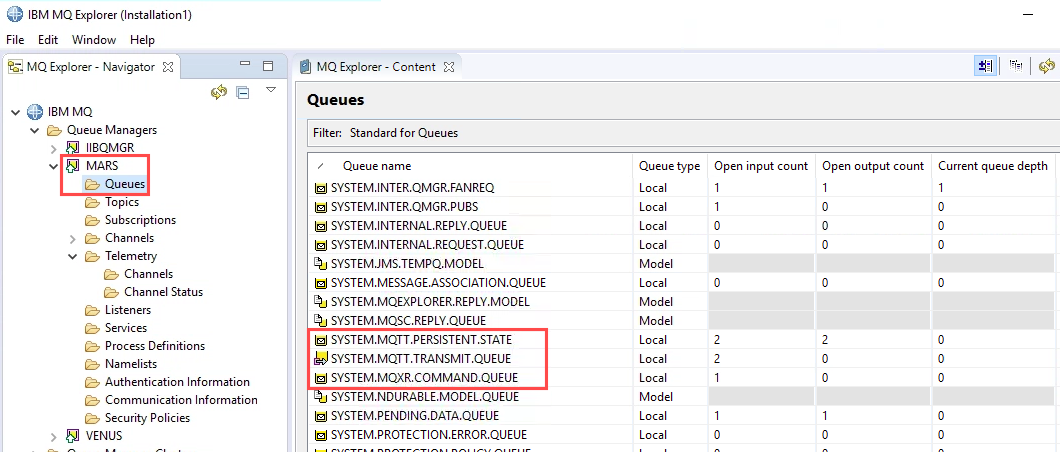 IBM MQ Explorer (Installation1)
File Edit Window Help
MQ Explorer - Navigator
IBM MQ
Queue Managers
IIBQMGR
MARS
Queues
Topics
Subscriptions
Channels
Telemetry
Channels
Channel Status
Listeners
Services
Process Definitions
Namelists
Authentication Information
Communication Information
Security Policies
VENUS
MQ Explorer - Content
Queues
Filter: Standard for Queues
Queue name Queue type Open input count Open output count Current queue depth
SYSTEM.INTER.QMGR.FANREQ Local 1 1 1
SYSTEM.INTER.QMGR.PUBS Local 1 0 0
SYSTEM.INTERNAL.REPLY.QUEUE Local 0 0 0
SYSTEM.INTERNAL.REQUEST.QUEUE Local 0 0 0
SYSTEM.JMS.TEMPQ.MODEL Model
SYSTEM.MESSAGE.ASSOCIATION.QUEUE Local 0 0 0
SYSTEM.MQEXPLORER.REPLY.MODEL Model
SYSTEM.MQSC.REPLY.QUEUE Model
SYSTEM.MQTT.PERSISTENT.STATE Local 2 2 0
SYSTEM.MQTT.TRANSMIT.QUEUE Local 2 0 0
SYSTEM.MQXR.COMMAND.QUEUE Local 1 0 0
SYSTEM.NDURABLE.MODEL.QUEUE Model
SYSTEM.PENDING.DATA.QUEUE Local 1 1 0
SYSTEM.PROTECTION.ERROR.QUEUE Local 0 0 0
SYSTEM.PROTECTION.POLICY.QUEUE Local